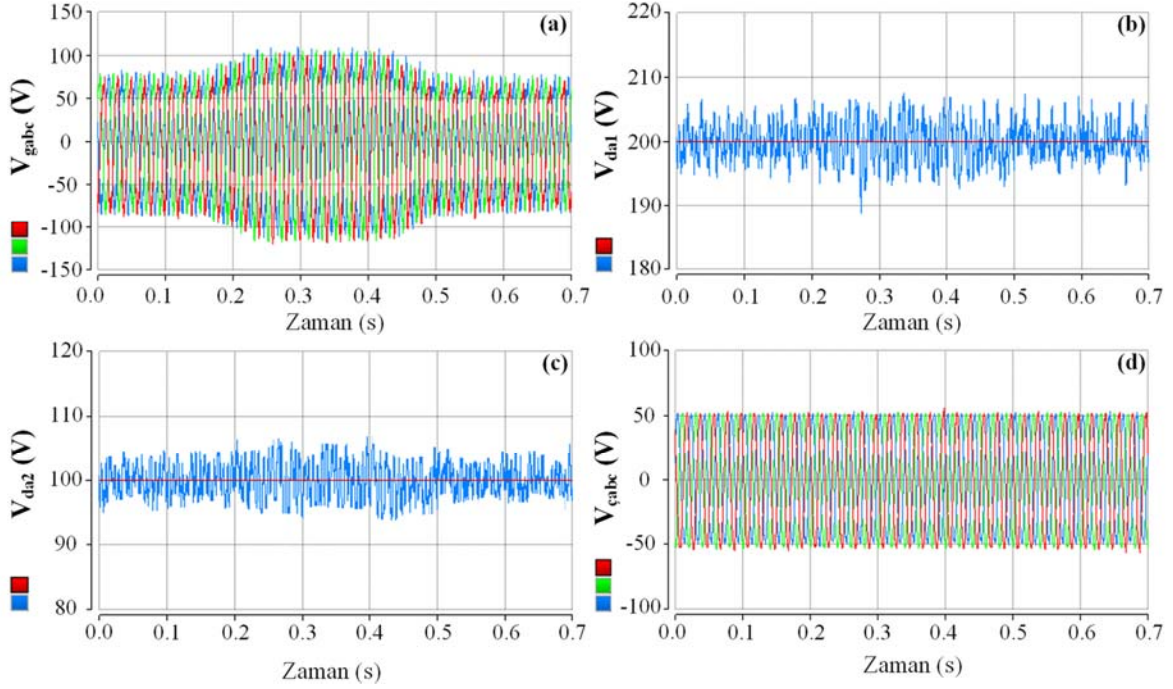 (a)
V_gabc (V)
150
100
50
0
-50
-100
-150
0.0 0.1 0.2 0.3 0.4 0.5 0.6 0.7
Zaman (s)
(b)
V_da1 (V)
220
210
200
190
180
0.0 0.1 0.2 0.3 0.4 0.5 0.6 0.7
Zaman (s)
(c)
V_da2 (V)
120
110
100
90
80
0.0 0.1 0.2 0.3 0.4 0.5 0.6 0.7
Zaman (s)
(d)
V_çabc (V)
100
50
0
-50
-100
0.0 0.1 0.2 0.3 0.4 0.5 0.6 0.7
Zaman (s)